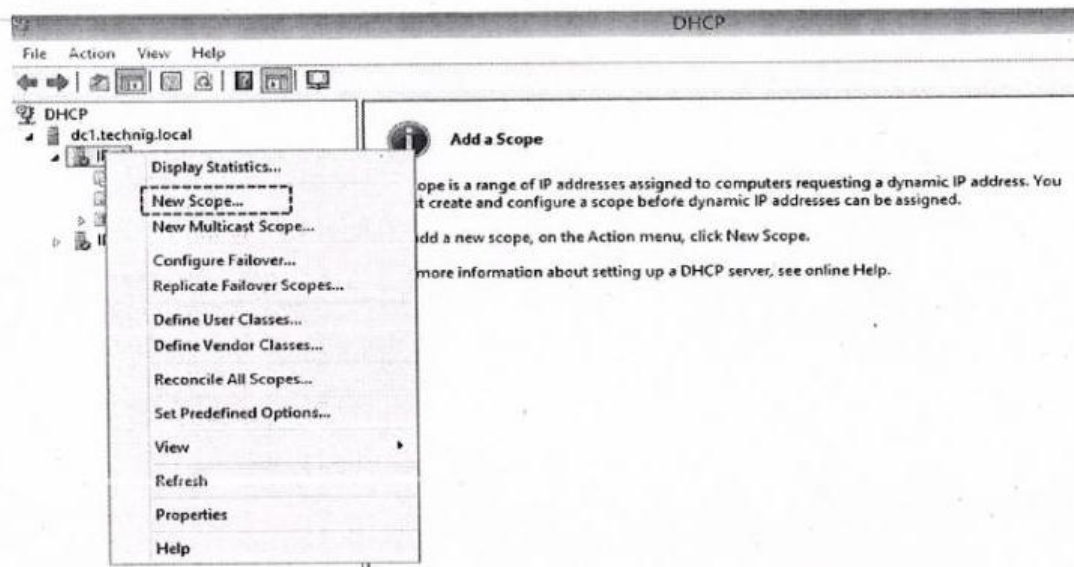 DHCP
File Action View Help
DHCP
dc1.technig.local
Display Statistics...
New Scope...
New Multicast Scope...
Configure Failover...
Replicate Failover Scopes...
Define User Classes...
Define Vendor Classes...
Reconcile All Scopes...
Set Predefined Options...
View
Refresh
Properties
Help
Add a Scope
ope is a range of IP addresses assigned to computers requesting a dynamic IP address. You
t create and configure a scope before dynamic IP addresses can be assigned.
dd a new scope, on the Action menu, click New Scope.
more information about setting up a DHCP server, see online Help.